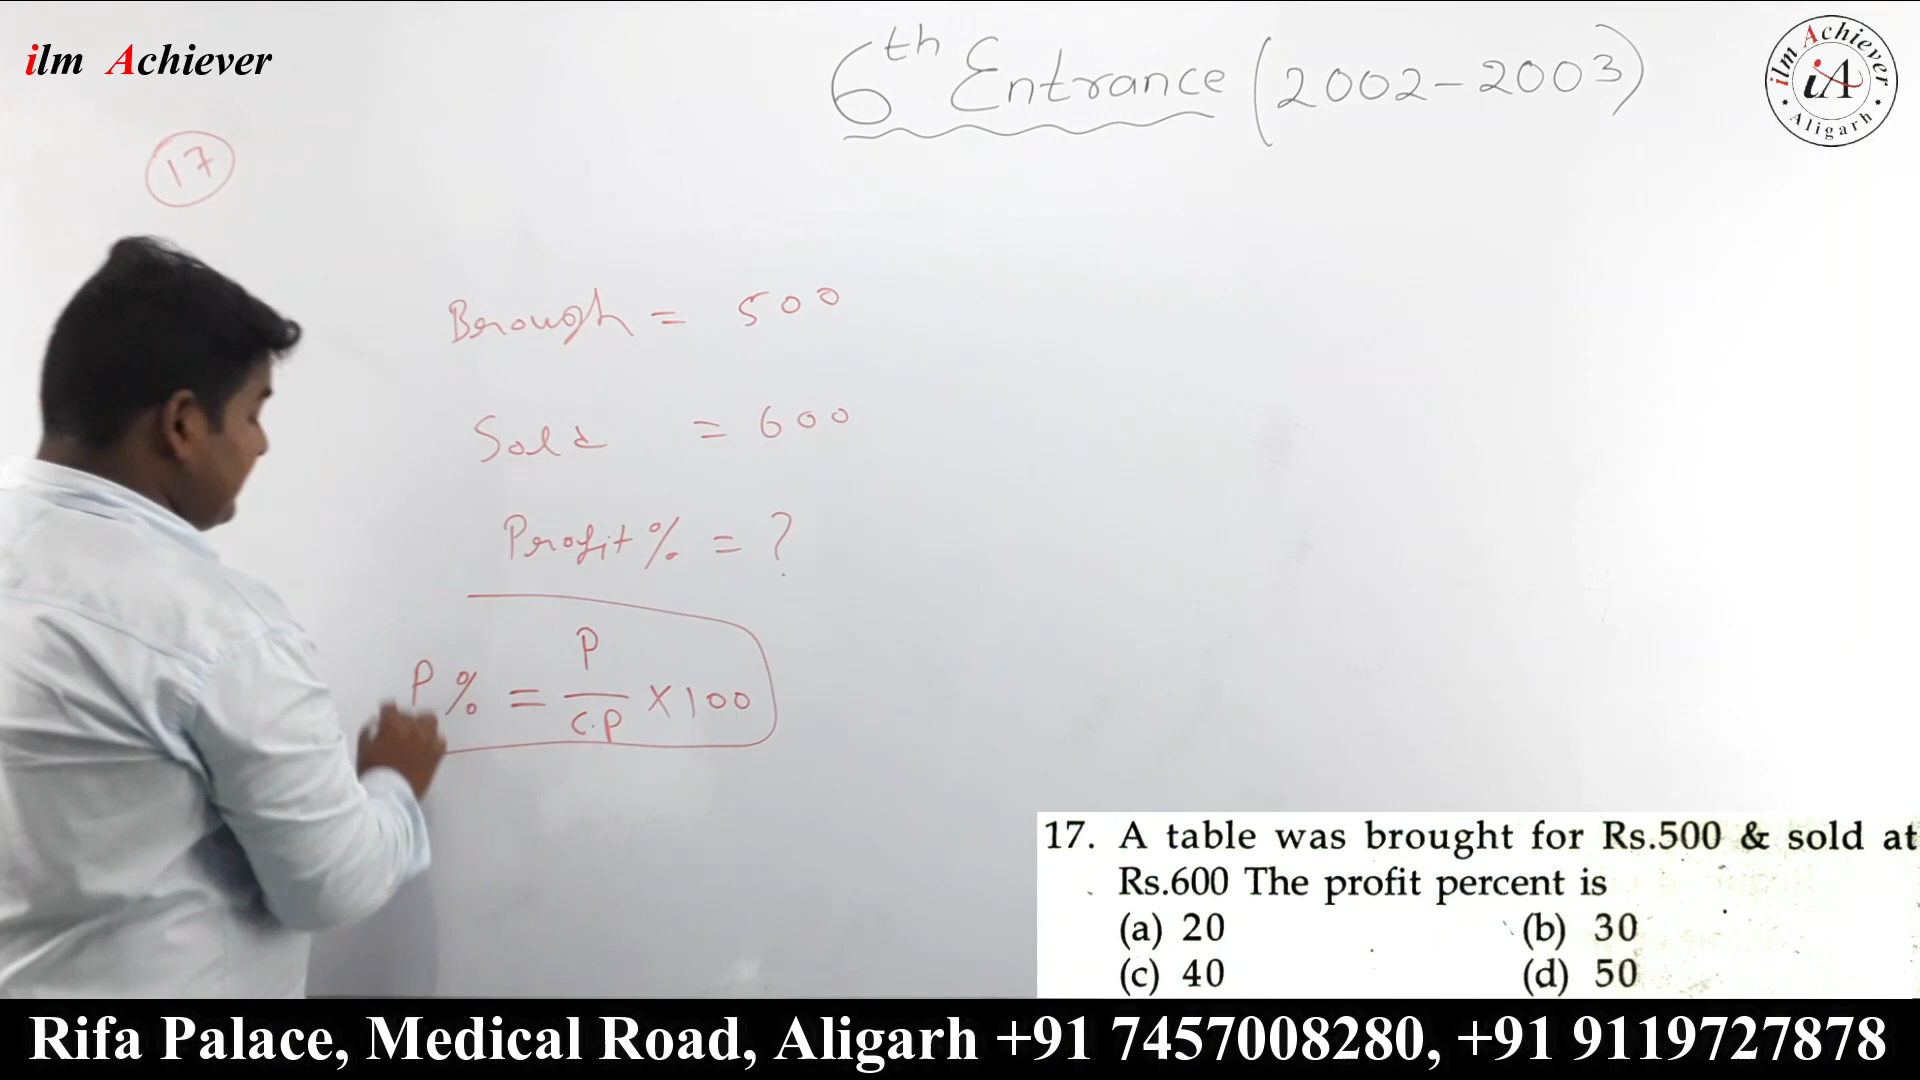 ilm Achiever
6th Entrance (2002-2003)
ilm Achiever
iA
Aligarh
17
Brough = 500
Sold = 600
Profit % = ?
P % = P / C.P × 100
17. A table was brought for Rs.500 & sold at
Rs.600 The profit percent is
(a) 20 (b) 30
(c) 40 (d) 50
Rifa Palace, Medical Road, Aligarh +91 7457008280, +91 9119727878